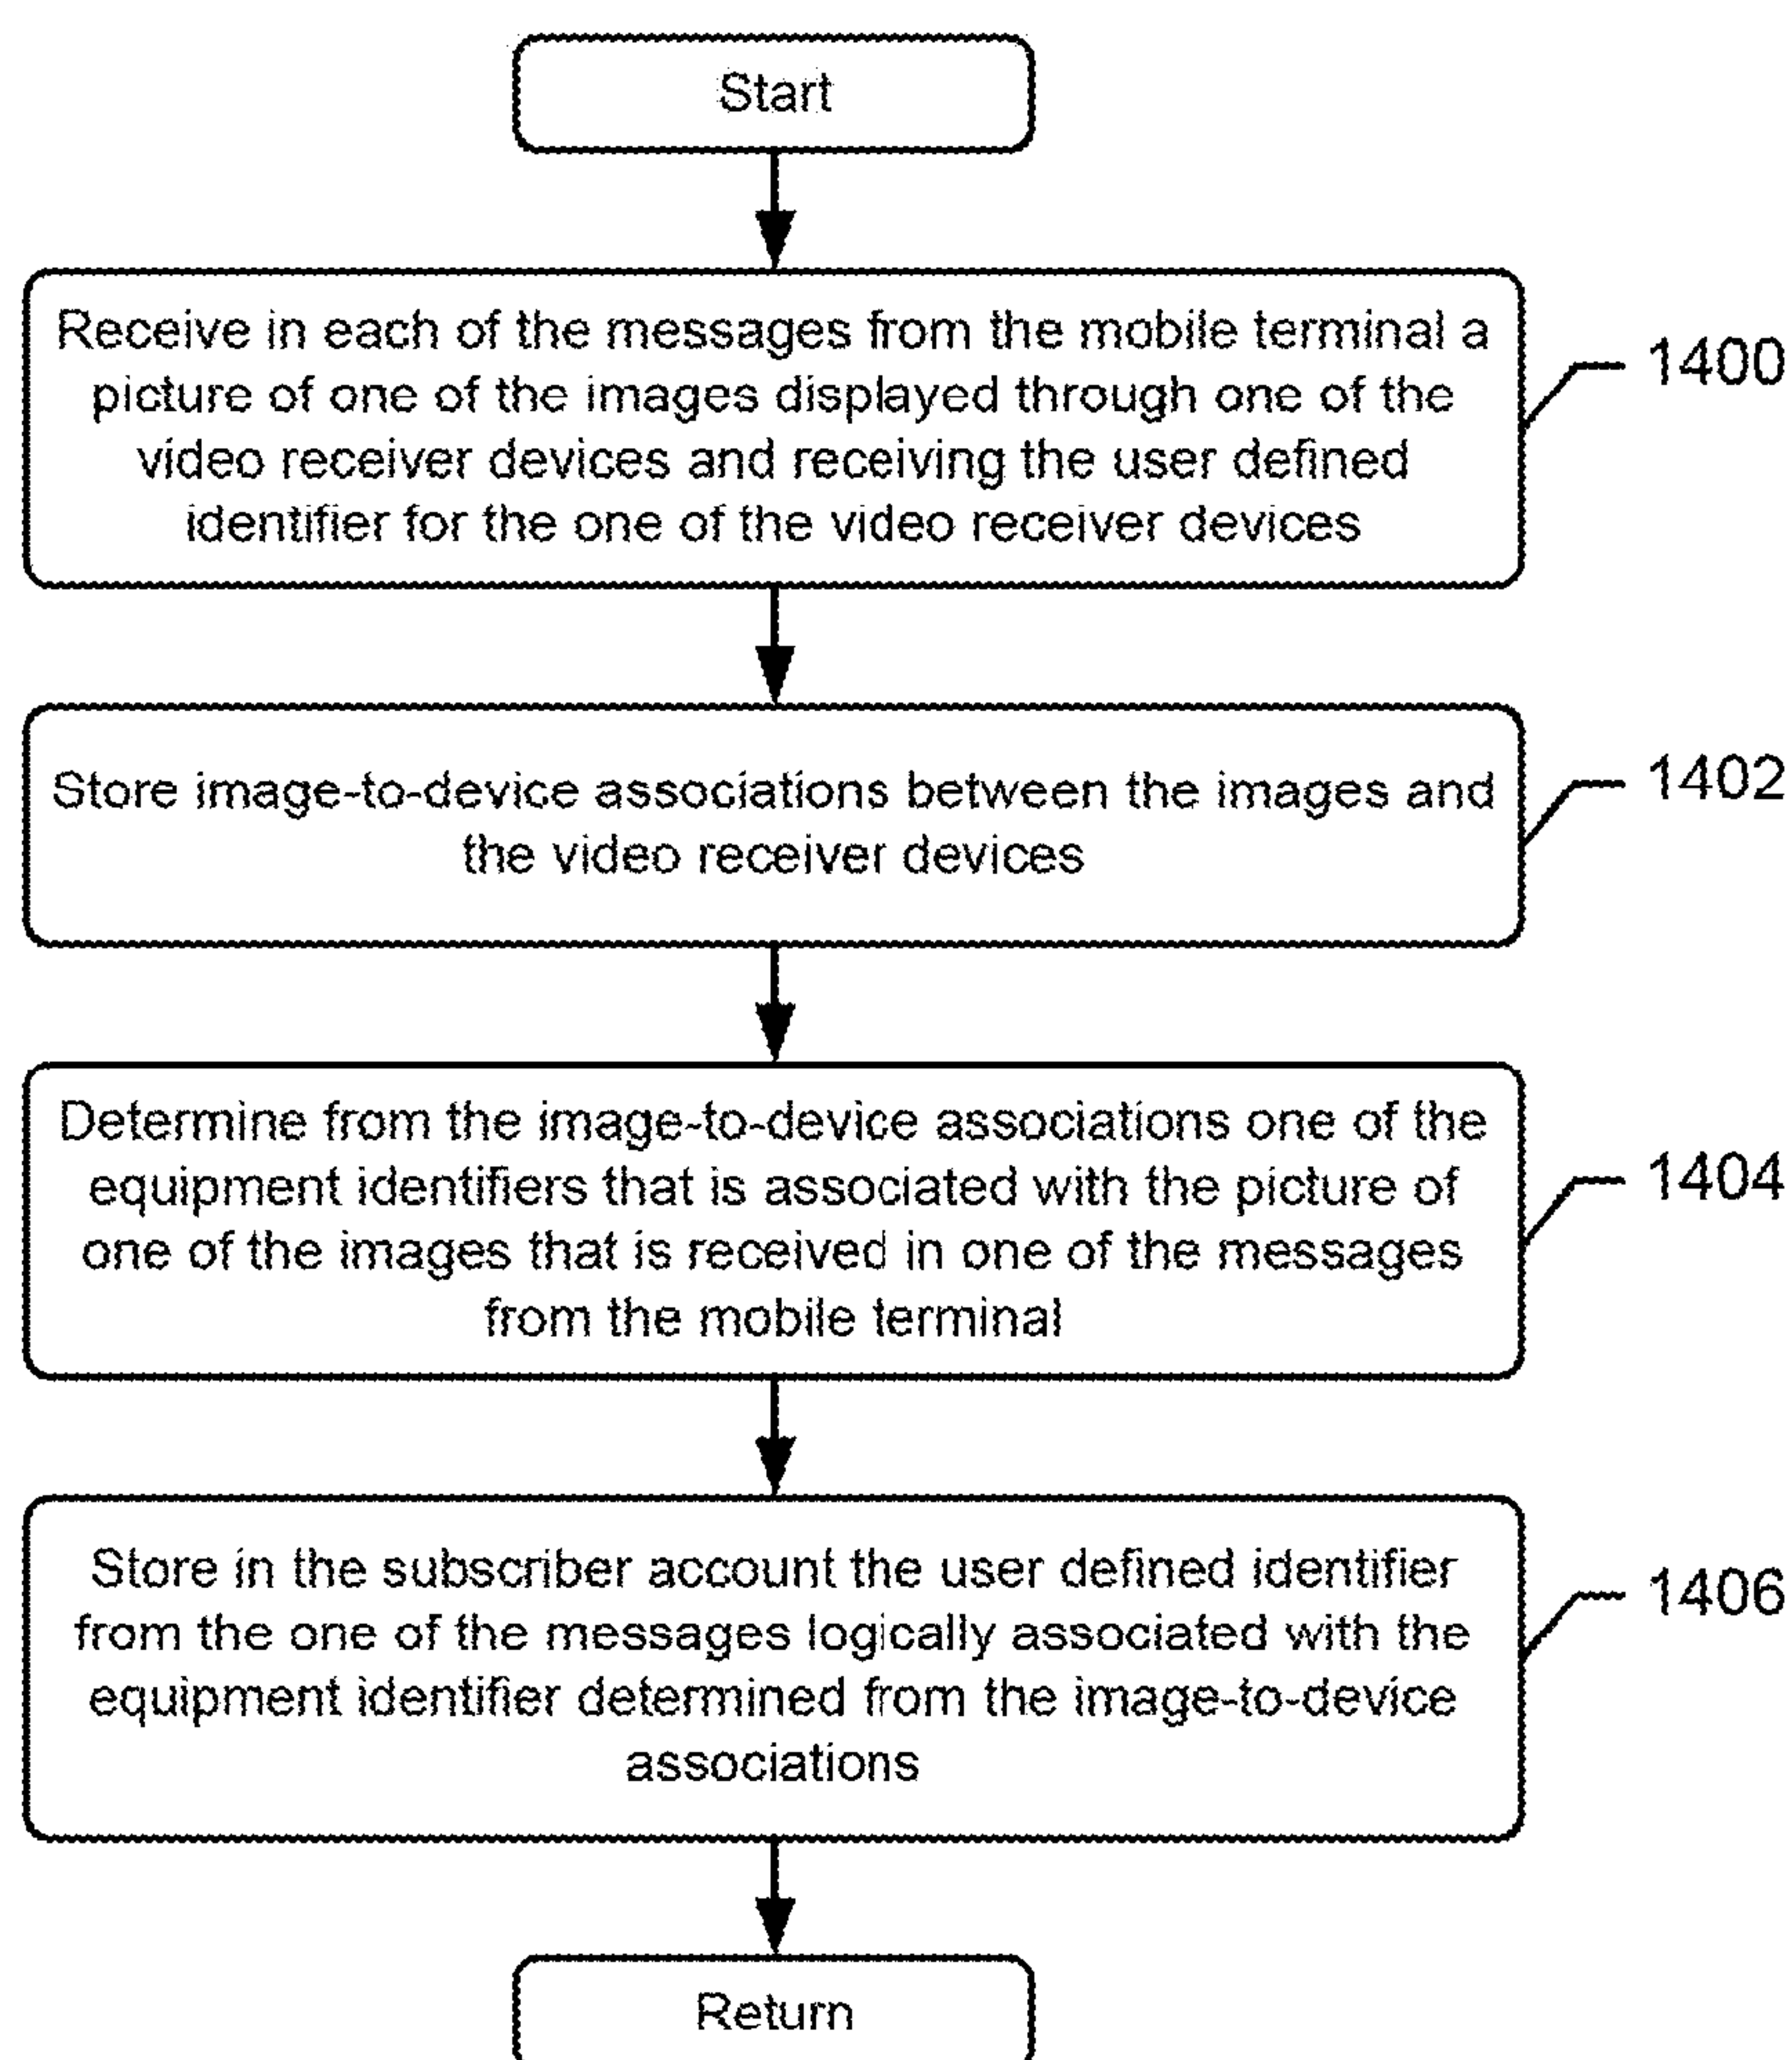 Start
Receive in each of the messages from the mobile terminal a
picture of one of the images displayed through one of the
video receiver devices and receiving the user defined
identifier for the one of the video receiver devices
1400
Store image-to-device associations between the images and
the video receiver devices
1402
Determine from the image-to-device associations one of the
equipment identifiers that is associated with the picture of
one of the images that is received in one of the messages
from the mobile terminal
1404
Store in the subscriber account the user defined identifier
from the one of the messages logically associated with the
equipment identifier determined from the image-to-device
associations
1406
Return